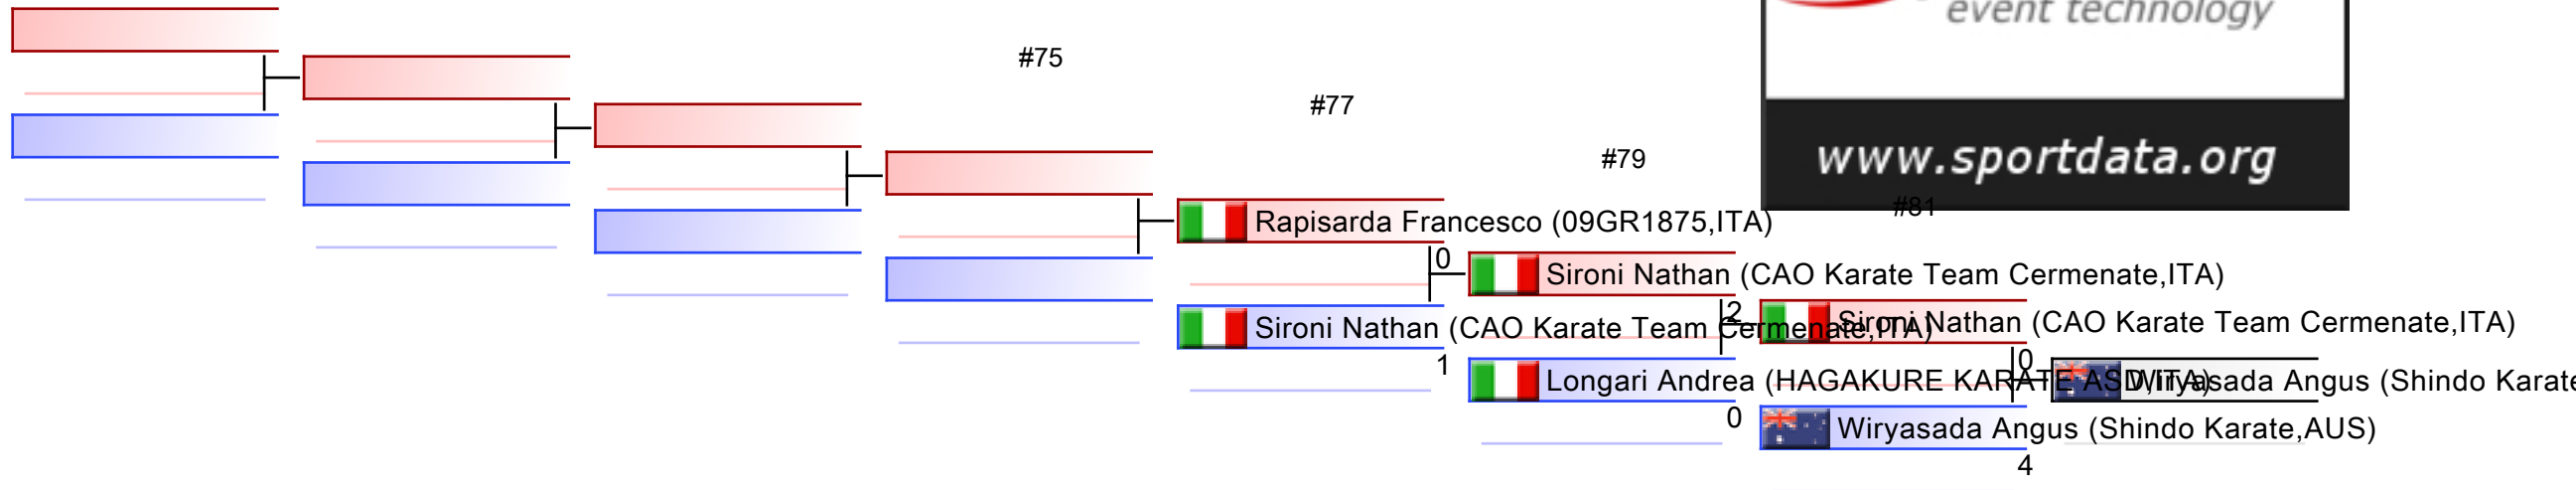 event technology
#75
#77
#79
www.sportdata.org
#81
Rapisarda Francesco (09GR1875,ITA)
0
Sironi Nathan (CAO Karate Team Cermenate,ITA)
Sironi Nathan (CAO Karate Team Cermenate,ITA)
1
2
Sironi Nathan (CAO Karate Team Cermenate,ITA)
Longari Andrea (HAGAKURE KARATE ASD,ITA)
0
0
Wiryasada Angus (Shindo Karate
Wiryasada Angus (Shindo Karate,AUS)
4